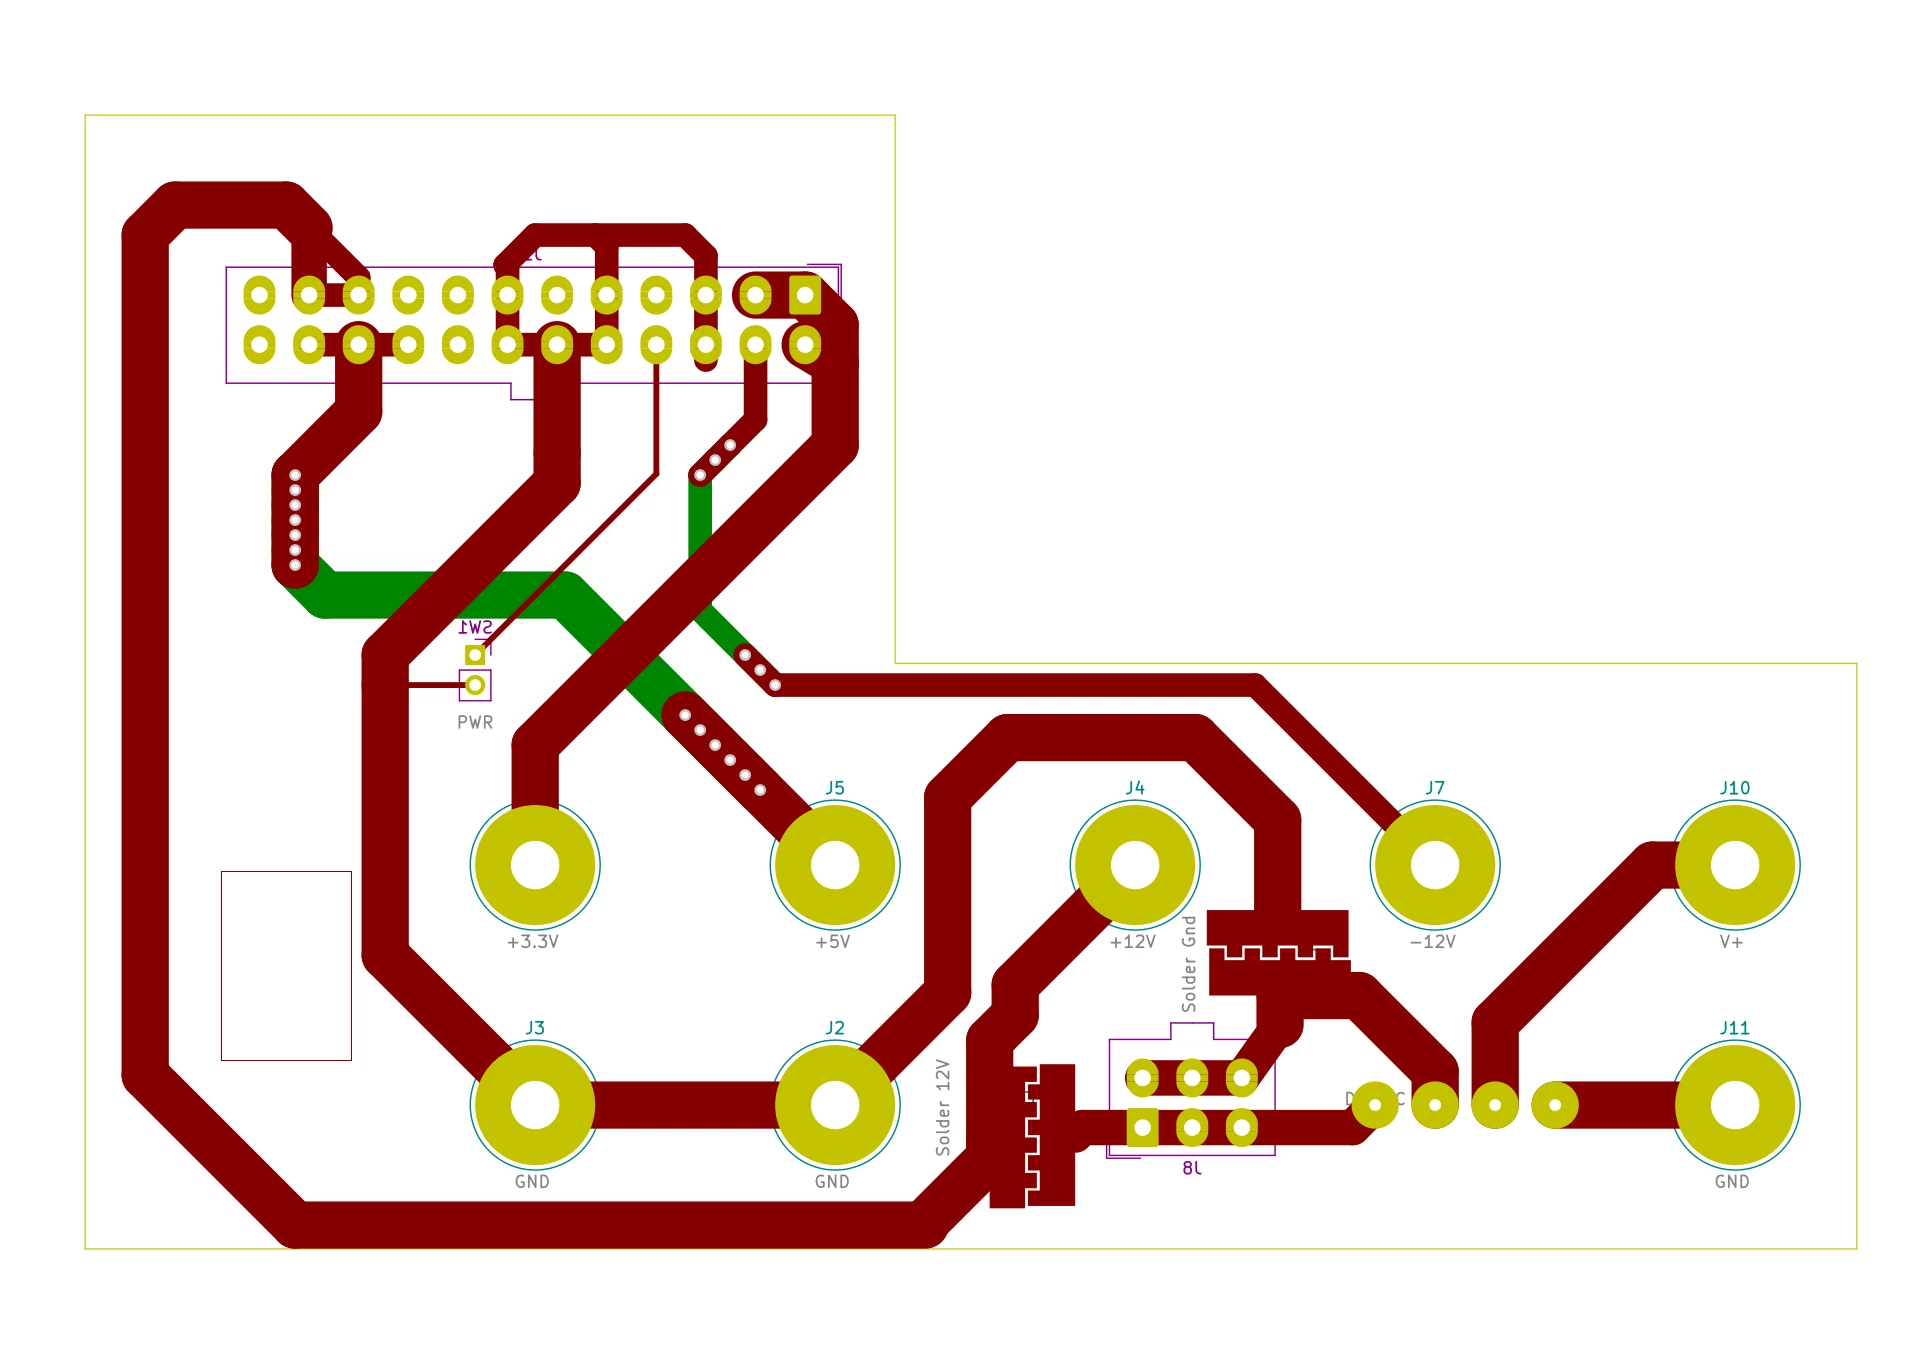 SW1
PWR
J5
J4
J7
J10
+3.3V
+5V
+12V
-12V
V+
Solder Gnd
J3
J2
J11
Solder 12V
J8
GND
GND
GND